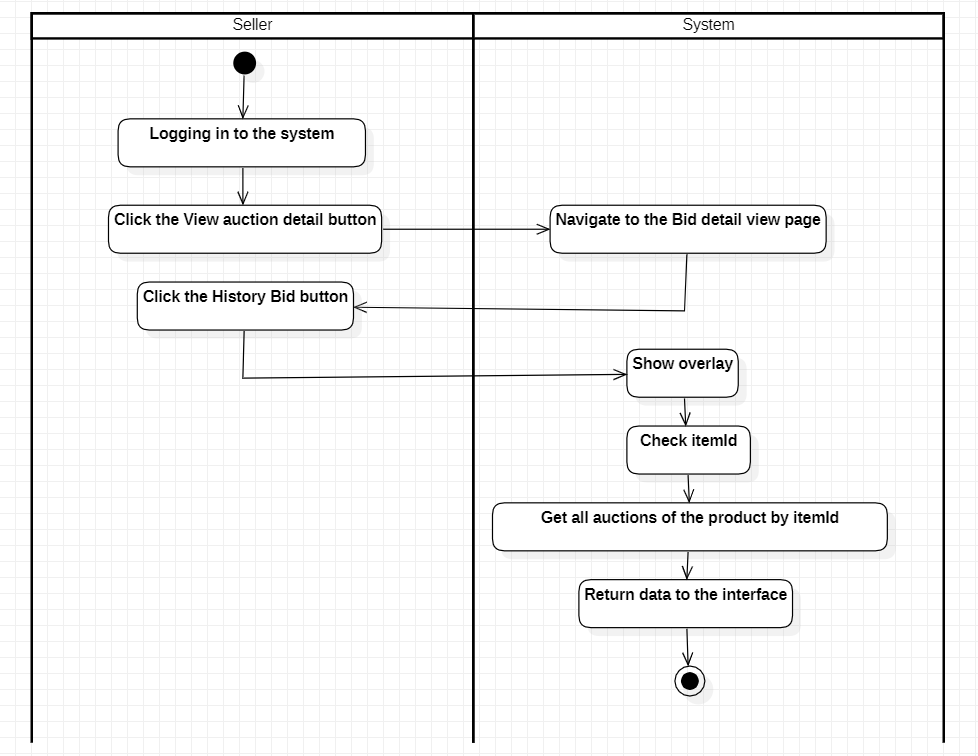 Seller
System
Logging in to the system
Click the View auction detail button
Navigate to the Bid detail view page
Click the History Bid button
Show overlay
Check itemId
Get all auctions of the product by itemId
Return data to the interface